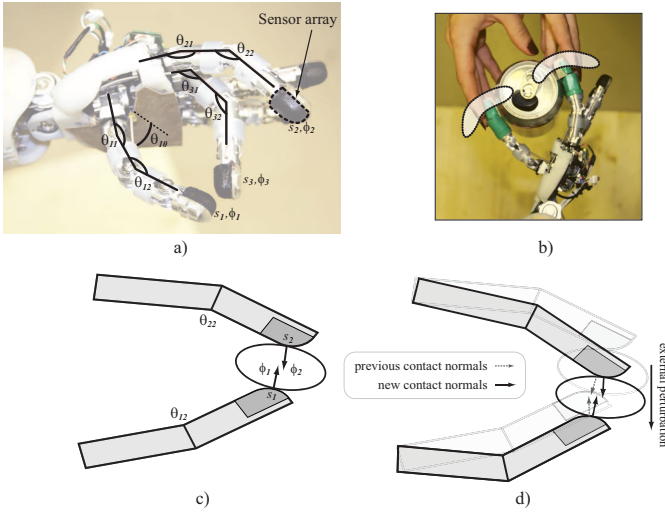 Sensor array
θ21
θ22
θ31
θ32
θ11
θ10
θ12
s2,ϕ2
s3,ϕ3
s1,ϕ1
a)
b)
θ22
s2
ϕ1
ϕ2
s1
θ12
c)
previous contact normals
new contact normals
external perturbation
d)